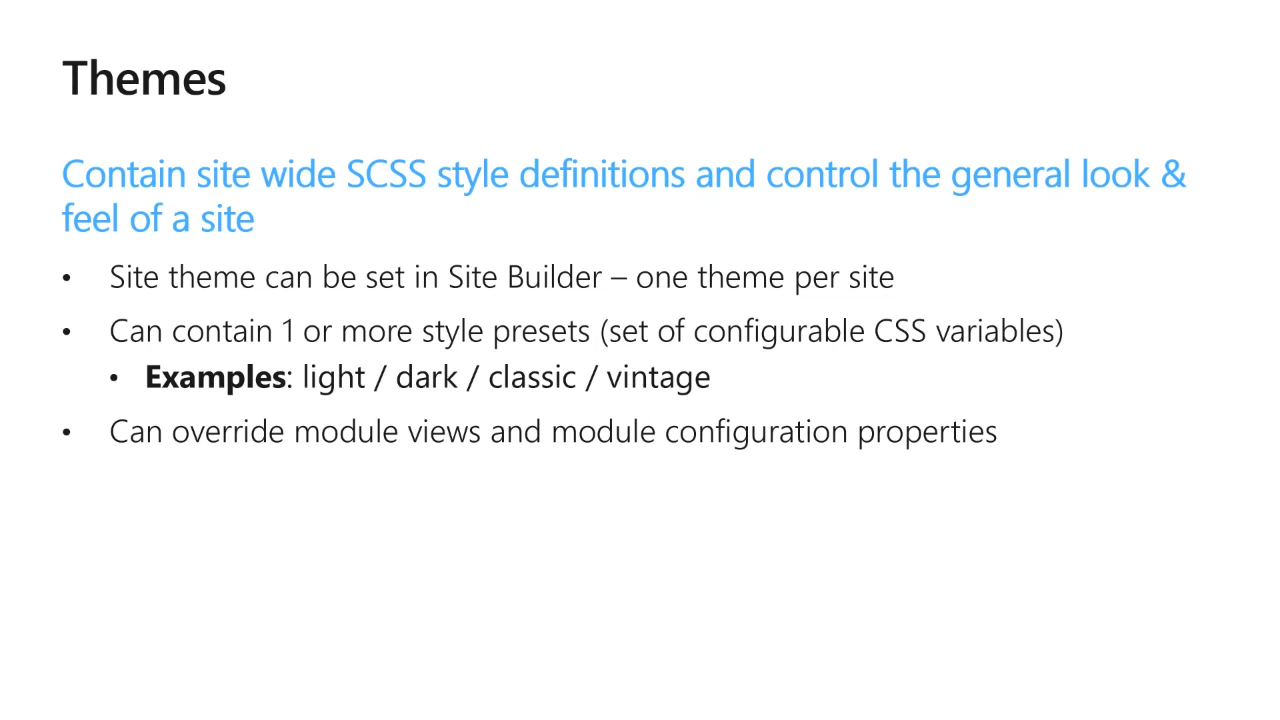 Themes
Contain site wide SCSS style definitions and control the general look &
feel of a site
• Site theme can be set in Site Builder – one theme per site
• Can contain 1 or more style presets (set of configurable CSS variables)
• Examples: light / dark / classic / vintage
• Can override module views and module configuration properties